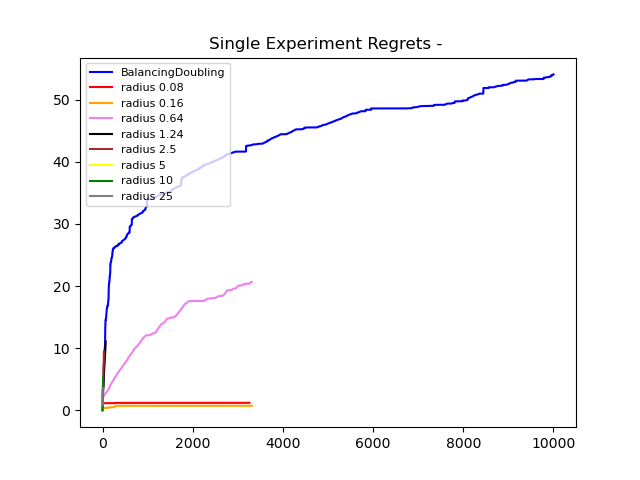 Single Experiment Regrets -
BalancingDoubling
radius 0.08
radius 0.16
radius 0.64
radius 1.24
radius 2.5
radius 5
radius 10
radius 25
50
40
30
20
10
0
0 2000 4000 6000 8000 10000